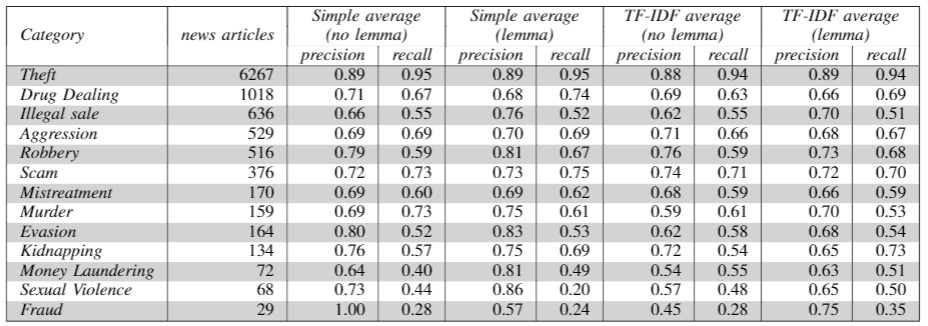 Simple average Simple average TF-IDF average TF-IDF average
Category news articles (no lemma) (lemma) (no lemma) (lemma)
precision recall precision recall precision recall precision recall
Theft 6267 0.89 0.95 0.89 0.95 0.88 0.94 0.89 0.94
Drug Dealing 1018 0.71 0.67 0.68 0.74 0.69 0.63 0.66 0.69
Illegal sale 636 0.66 0.55 0.76 0.52 0.62 0.55 0.70 0.51
Aggression 529 0.69 0.69 0.70 0.69 0.71 0.66 0.68 0.67
Robbery 516 0.79 0.59 0.81 0.67 0.76 0.59 0.73 0.68
Scam 376 0.72 0.73 0.73 0.75 0.74 0.71 0.72 0.70
Mistreatment 170 0.69 0.60 0.69 0.62 0.68 0.59 0.66 0.59
Murder 159 0.69 0.73 0.75 0.61 0.59 0.61 0.70 0.53
Evasion 164 0.80 0.52 0.83 0.53 0.62 0.58 0.68 0.54
Kidnapping 134 0.76 0.57 0.75 0.69 0.72 0.54 0.65 0.73
Money Laundering 72 0.64 0.40 0.81 0.49 0.54 0.55 0.63 0.51
Sexual Violence 68 0.73 0.44 0.86 0.20 0.57 0.48 0.65 0.50
Fraud 29 1.00 0.28 0.57 0.24 0.45 0.28 0.75 0.35